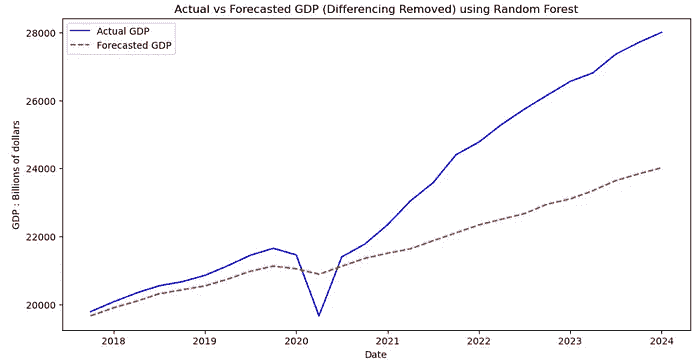 Actual vs Forecasted GDP (Differencing Removed) using Random Forest
Actual GDP
Forecasted GDP
GDP : Billions of dollars
28000
26000
24000
22000
20000
2018 2019 2020 2021 2022 2023 2024
Date